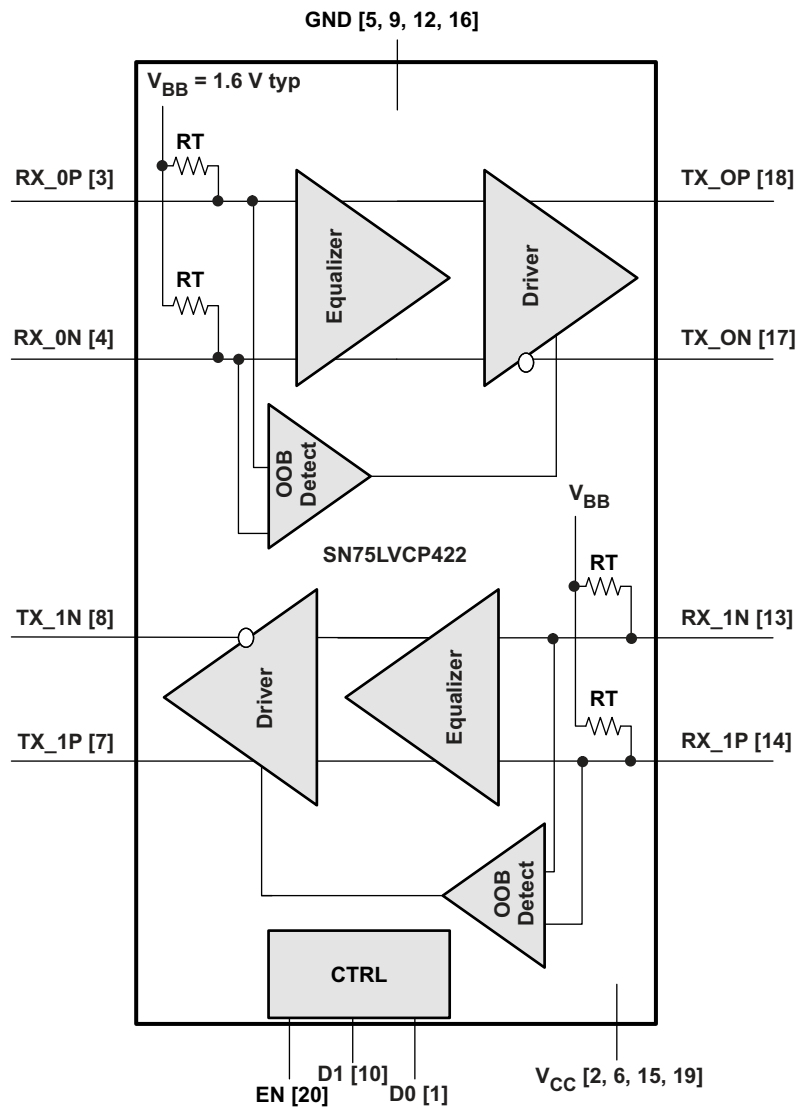 GND [5, 9, 12, 16]
VBB = 1.6 V typ
RT
RX_0P [3]
TX_OP [18]
Equalizer
Driver
RT
RX_0N [4]
TX_ON [17]
OOB
Detect
VBB
SN75LVCP422
RT
TX_1N [8]
RX_1N [13]
Driver
Equalizer
RT
TX_1P [7]
RX_1P [14]
OOB
Detect
CTRL
D1 [10]
VCC [2, 6, 15, 19]
EN [20]
D0 [1]